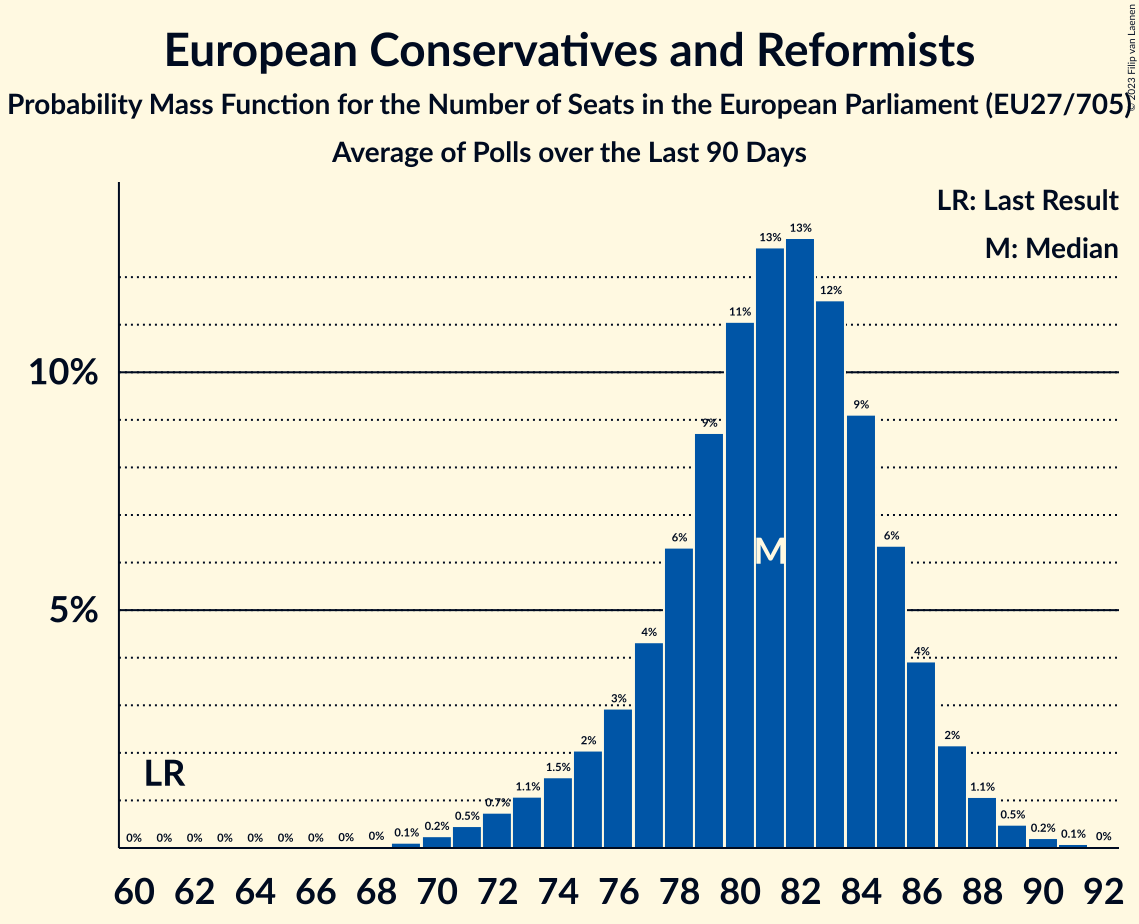 European Conservatives and Reformists
Probability Mass Function for the Number of Seats in the European Parliament (EU27/705)
Average of Polls over the Last 90 Days
© 2023 Filip van Laenen
LR: Last Result
M: Median
13% 13%
12%
11%
10%
9% 9%
6% 6%
M
5%
4% 4%
3%
2% 2%
LR
1.5%
1.1% 1.1%
0.7%
0.5% 0.5%
0% 0% 0% 0% 0% 0% 0% 0% 0% 0.1% 0.2% 0.2% 0.1% 0%
60 62 64 66 68 70 72 74 76 78 80 82 84 86 88 90 92